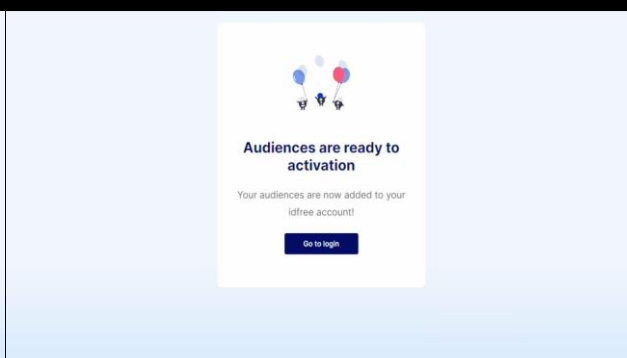 Audiences are ready to
activation
Your audiences are now added to your
idfree account!
Go to login